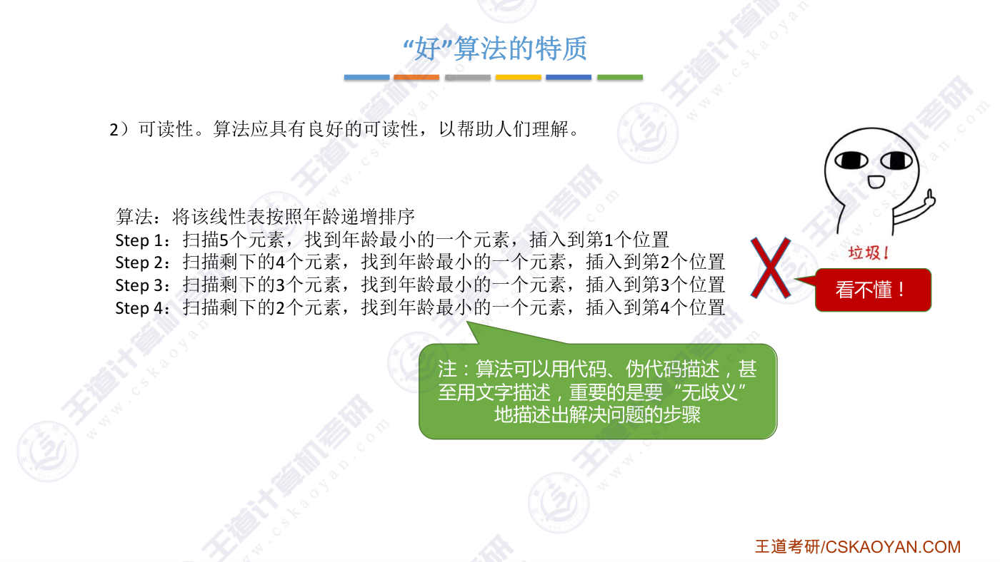 “好”算法的特质
2）可读性。算法应具有良好的可读性，以帮助人们理解。
算法：将该线性表按照年龄递增排序
Step 1：扫描5个元素，找到年龄最小的一个元素，插入到第1个位置
Step 2：扫描剩下的4个元素，找到年龄最小的一个元素，插入到第2个位置
Step 3：扫描剩下的3个元素，找到年龄最小的一个元素，插入到第3个位置
Step 4：扫描剩下的2个元素，找到年龄最小的一个元素，插入到第4个位置
垃圾！
看不懂！
注：算法可以用代码、伪代码描述，甚
至用文字描述，重要的是要“无歧义”
地描述出解决问题的步骤
王道考研/CSKAOYAN.COM
王道计算机考研
www.cskaoyan.com